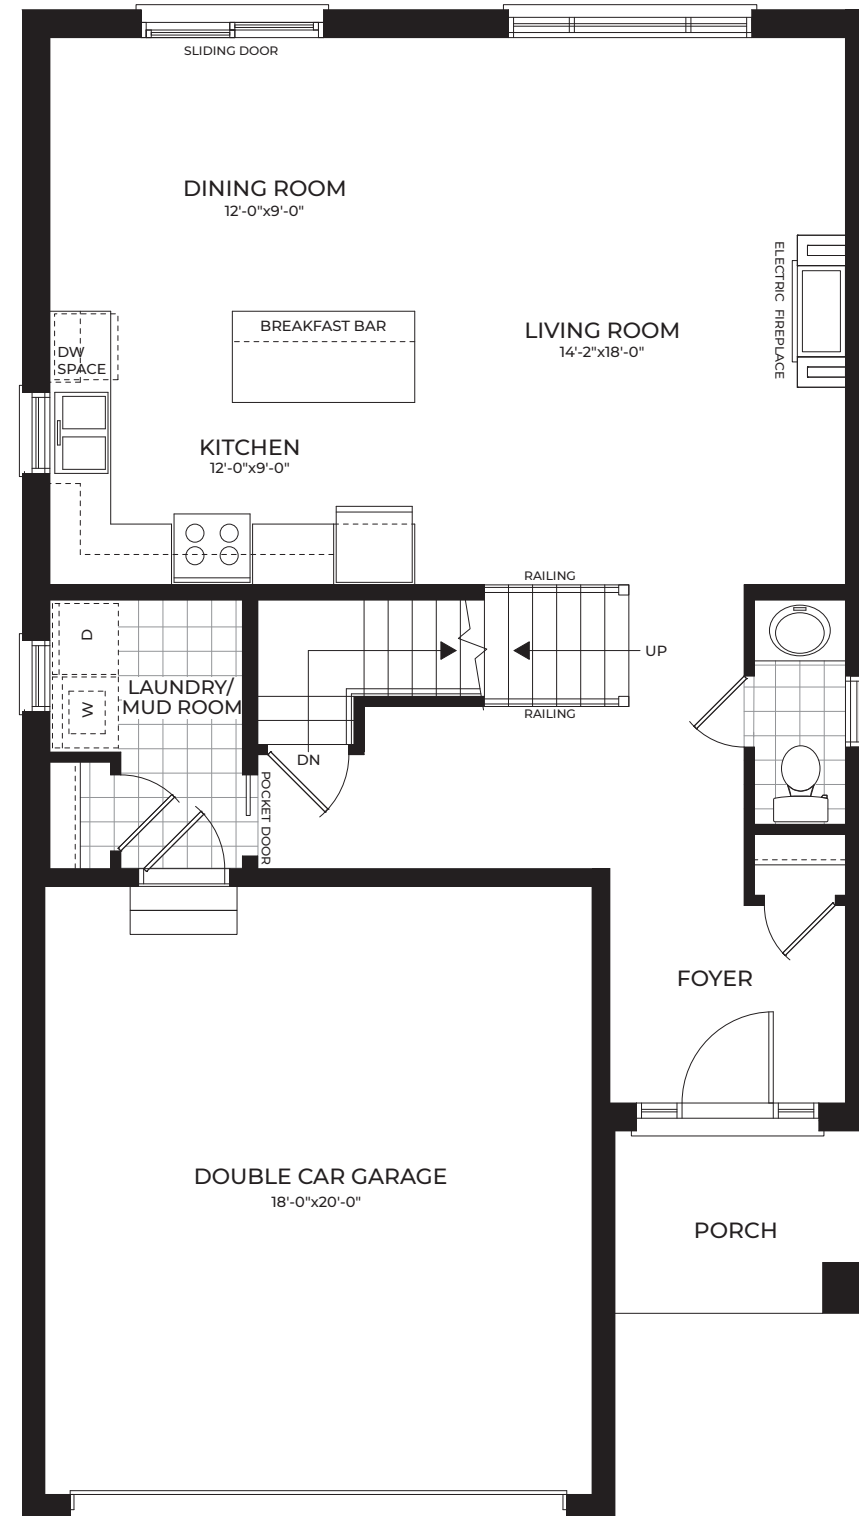 SLIDING DOOR
DINING ROOM
12'-0"x9'-0"
ELECTRIC FIREPLACE
BREAKFAST BAR
LIVING ROOM
14'-2"x18'-0"
DW
SPACE
KITCHEN
12'-0"x9'-0"
RAILING
D
UP
LAUNDRY/
MUD ROOM
W
RAILING
DN
POCKET DOOR
FOYER
DOUBLE CAR GARAGE
18'-0"x20'-0"
PORCH